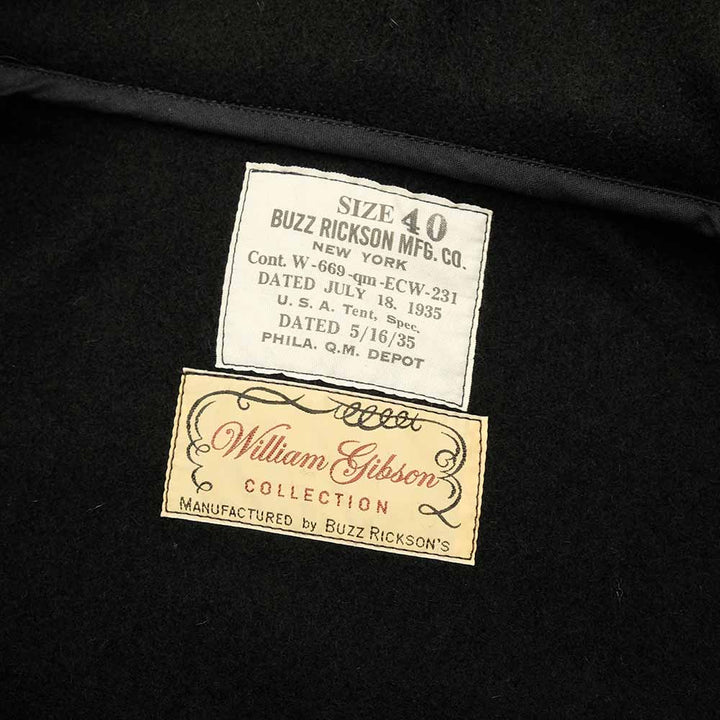 SIZE 40
BUZZ RICKSON MFG. CO.
NEW YORK
Cont. W-669-qm-ECW-231
DATED JULY 18, 1935
U. S. A. Tent, Spec.
DATED 5/16/35
PHILA. Q.M. DEPOT
William Gibson
COLLECTION
MANUFACTURED by BUZZ RICKSON'S